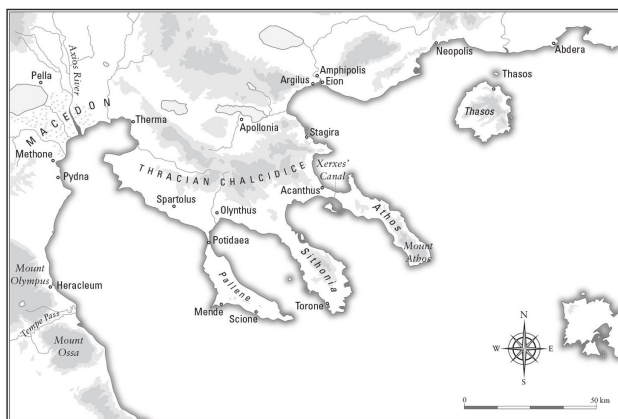 Axios River
Pella
MACEDON
Methone
Pydna
Therma
Amphipolis
Argilus
Eion
Neopolis
Abdera
Thasos
Thasos
Apollonia
Stagira
THRACIAN CHALCIDICE
Xerxes'
Canal
Acanthus
Athos
Mount
Athos
Spartolus
Olynthus
Potidaea
Pallene
Sithonia
Mende
Scione
Torone
Mount
Olympus
Heracleum
Tempe Pass
Mount
Ossa
N
W
E
S
0
50 km